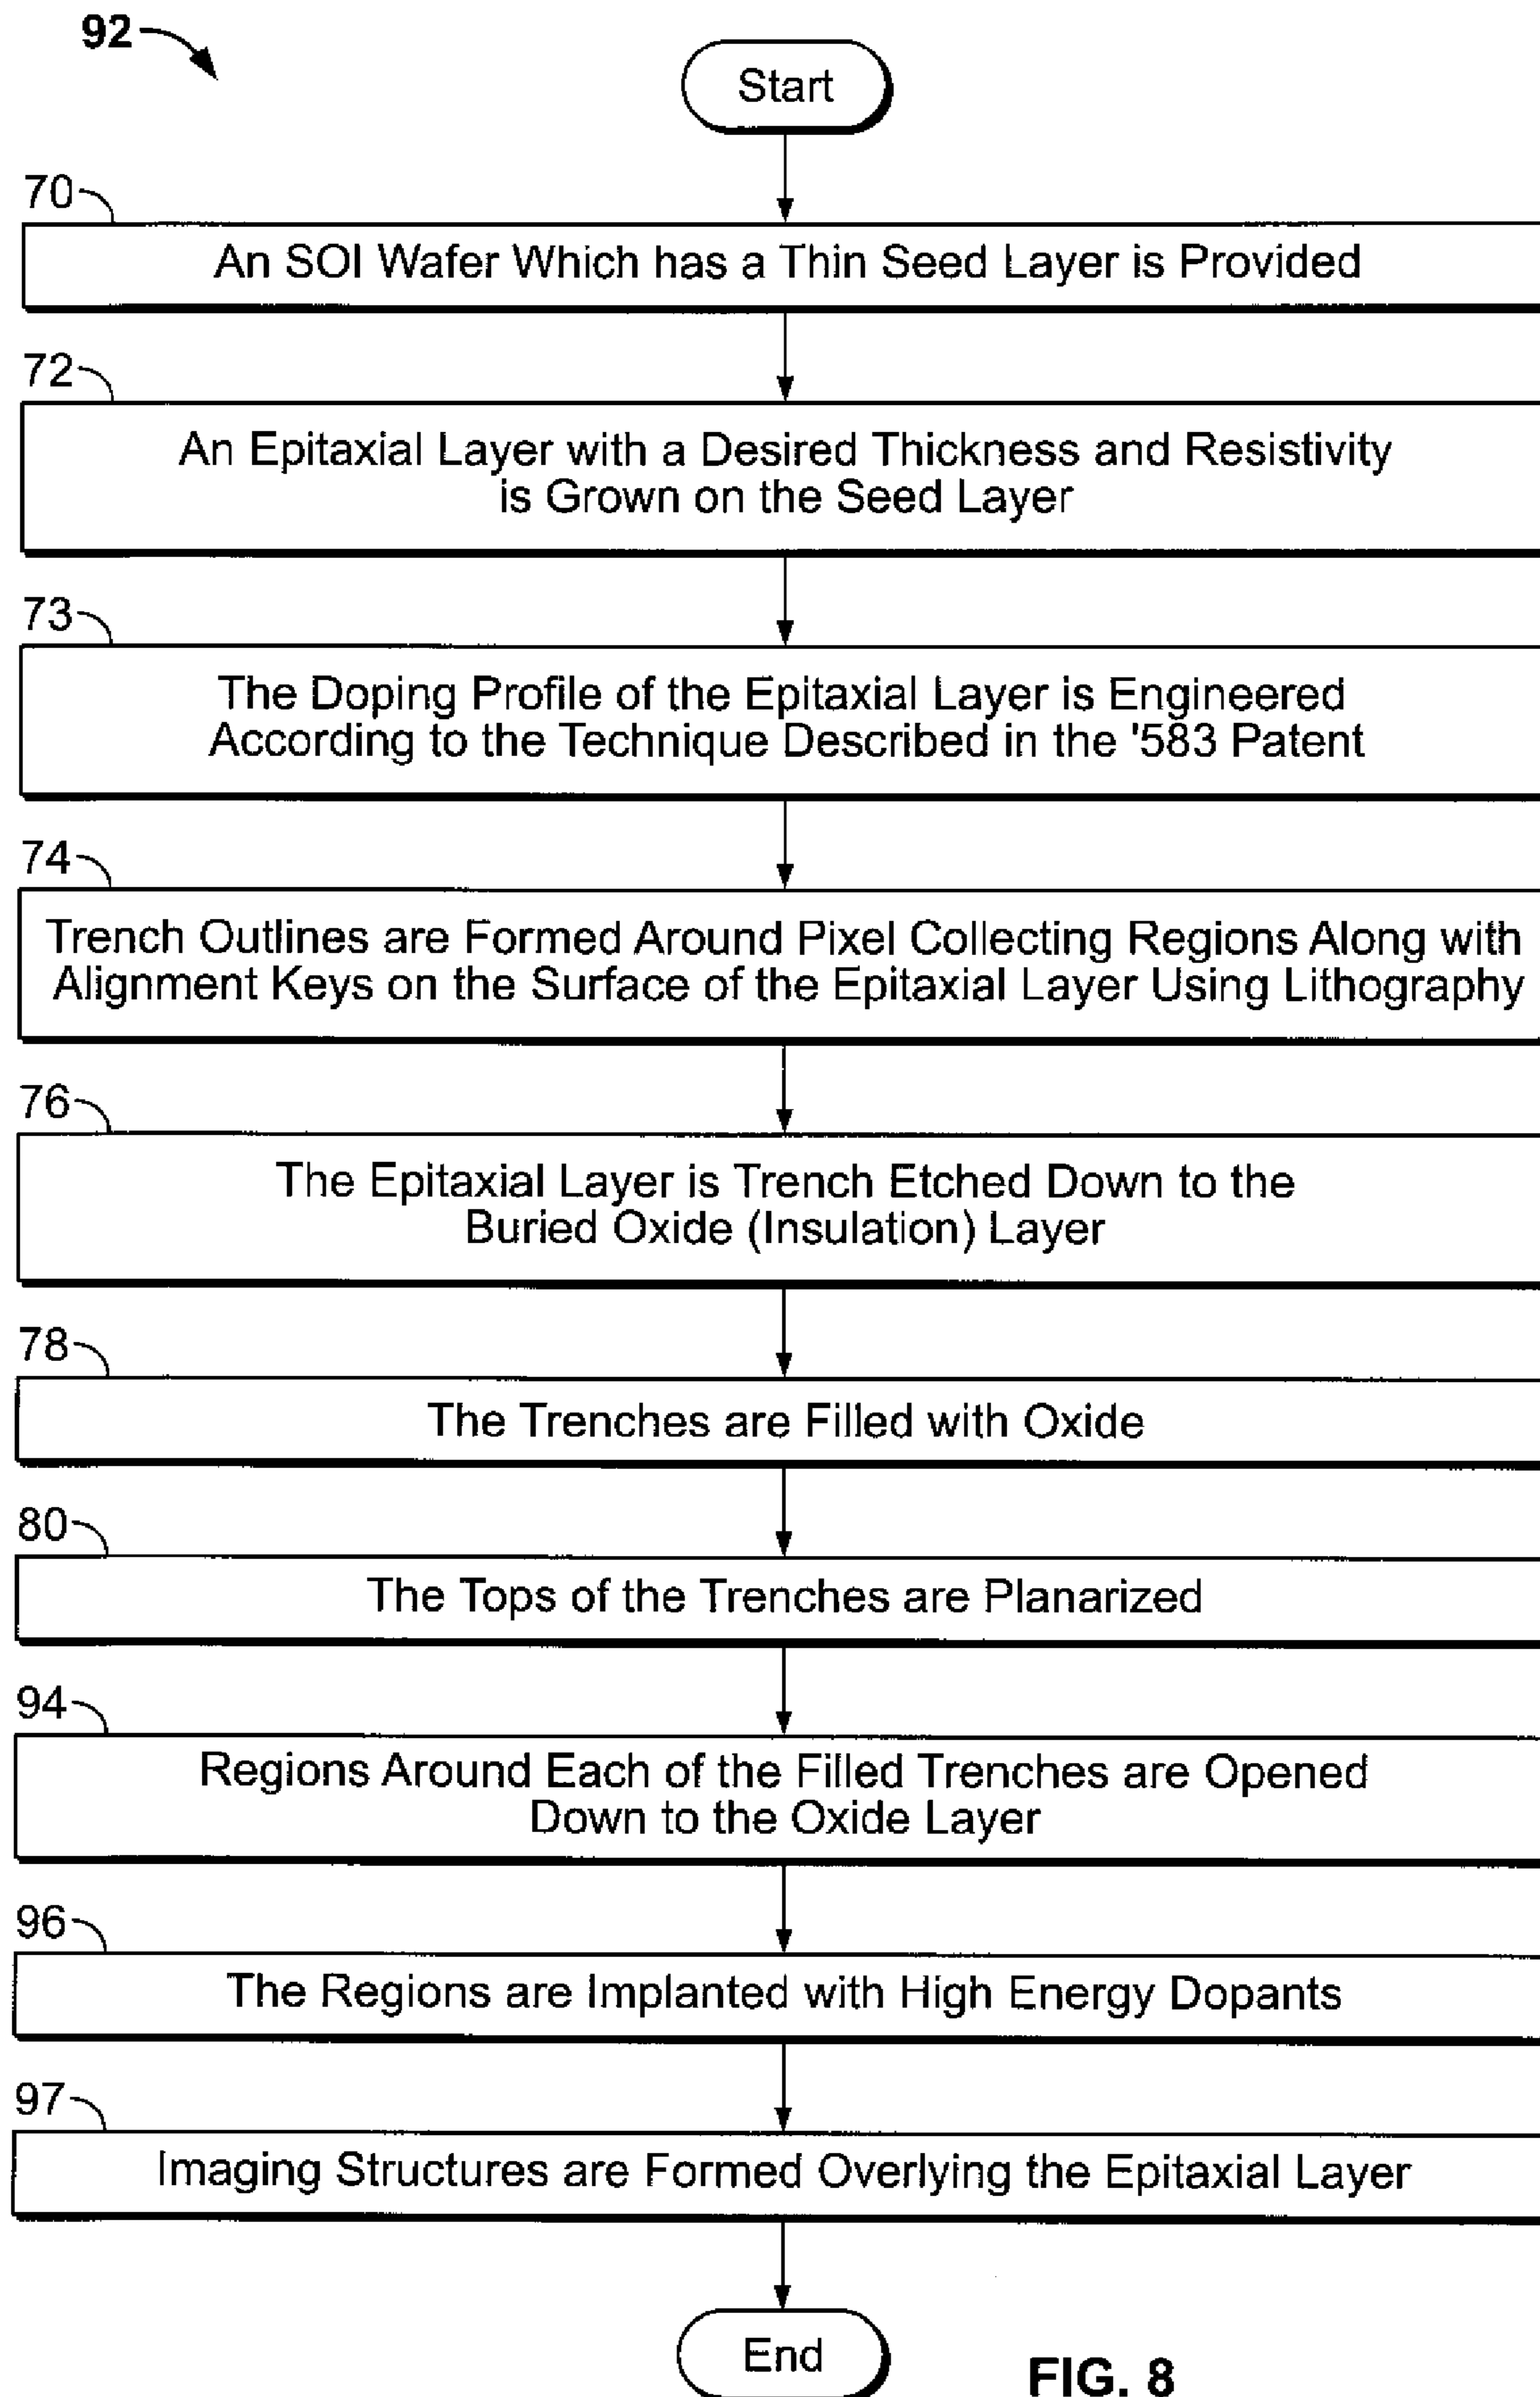 92
Start
70
An SOI Wafer Which has a Thin Seed Layer is Provided
72
An Epitaxial Layer with a Desired Thickness and Resistivity
is Grown on the Seed Layer
73
The Doping Profile of the Epitaxial Layer is Engineered
According to the Technique Described in the '583 Patent
74
Trench Outlines are Formed Around Pixel Collecting Regions Along with
Alignment Keys on the Surface of the Epitaxial Layer Using Lithography
76
The Epitaxial Layer is Trench Etched Down to the
Buried Oxide (Insulation) Layer
78
The Trenches are Filled with Oxide
80
The Tops of the Trenches are Planarized
94
Regions Around Each of the Filled Trenches are Opened
Down to the Oxide Layer
96
The Regions are Implanted with High Energy Dopants
97
Imaging Structures are Formed Overlying the Epitaxial Layer
End
FIG. 8